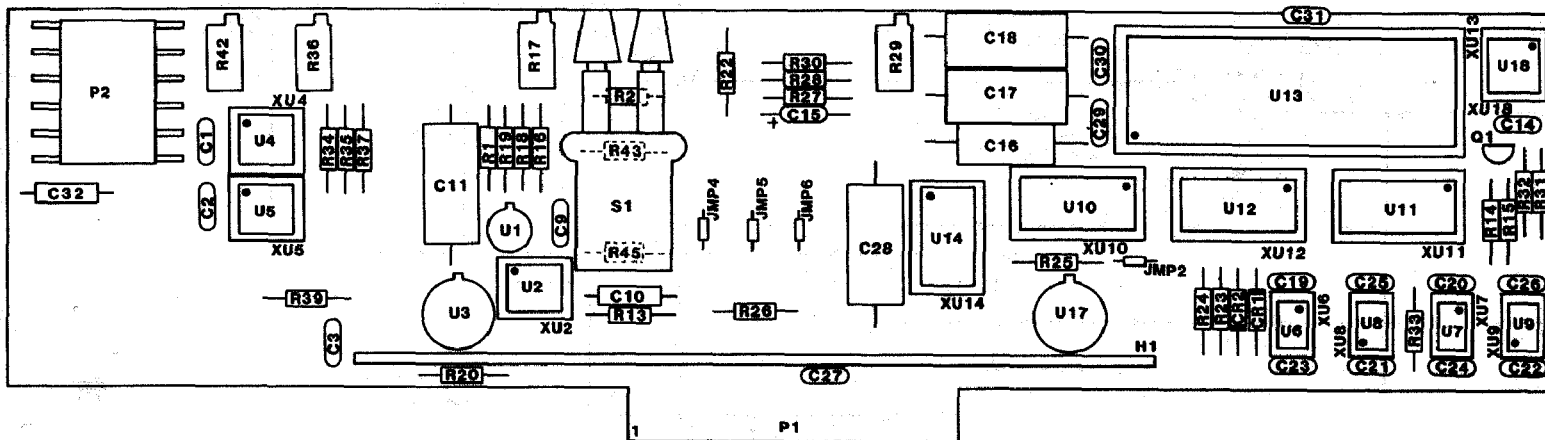 C31
P2
R42
R36
R17
R22
R30
R28
R27
C15
+
R29
C18
C17
C16
C30
C29
U13
XU13
U18
XU18
C14
Q1
R2
R43
S1
R45
XU4
U4
C1
C2
U5
XU5
R34
R35
R37
C11
R1
R19
R18
R16
C32
U1
C9
JMP4
JMP5
JMP6
C28
U14
XU14
U10
XU10
U12
XU12
U11
XU11
R14
R15
R32
R31
R39
C3
U3
U2
XU2
C10
R13
R26
R25
JMP2
U17
R24
R23
CR2
CR1
C19
XU6
U6
C23
C25
U8
XU8
C21
R33
C20
XU7
U7
C24
C26
XU9
U9
C22
H1
R20
C27
1
P1